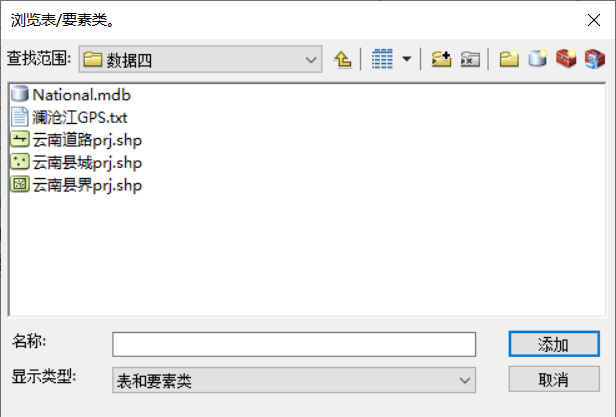 浏览表/要素类。
查找范围: 数据四
National.mdb
澜沧江GPS.txt
云南道路prj.shp
云南县城prj.shp
云南县界prj.shp
名称: 添加
显示类型: 表和要素类 取消